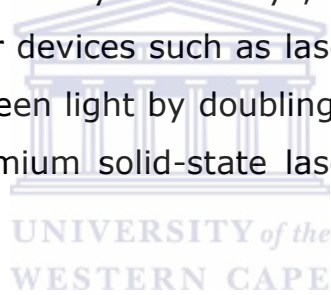 r devices such as las
een light by doubling
mium solid-state las
UNIVERSITY of the
WESTERN CAPE